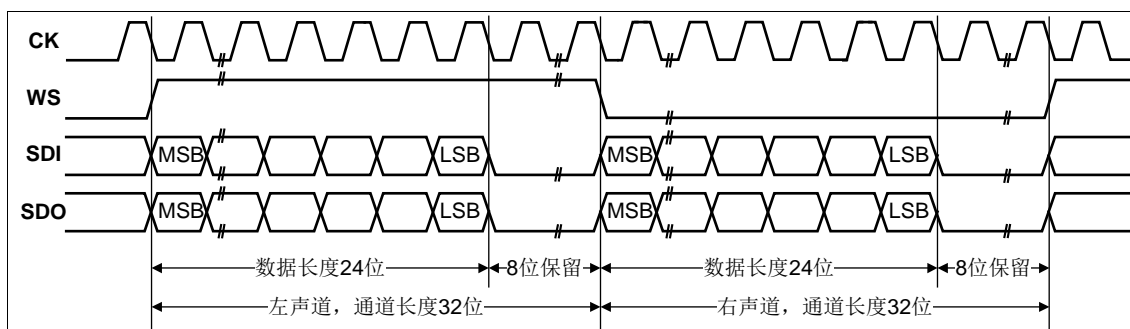 CK
WS
SDI
MSB
LSB
MSB
LSB
SDO
MSB
LSB
MSB
LSB
数据长度24位
8位保留
数据长度24位
8位保留
左声道，通道长度32位
右声道，通道长度32位